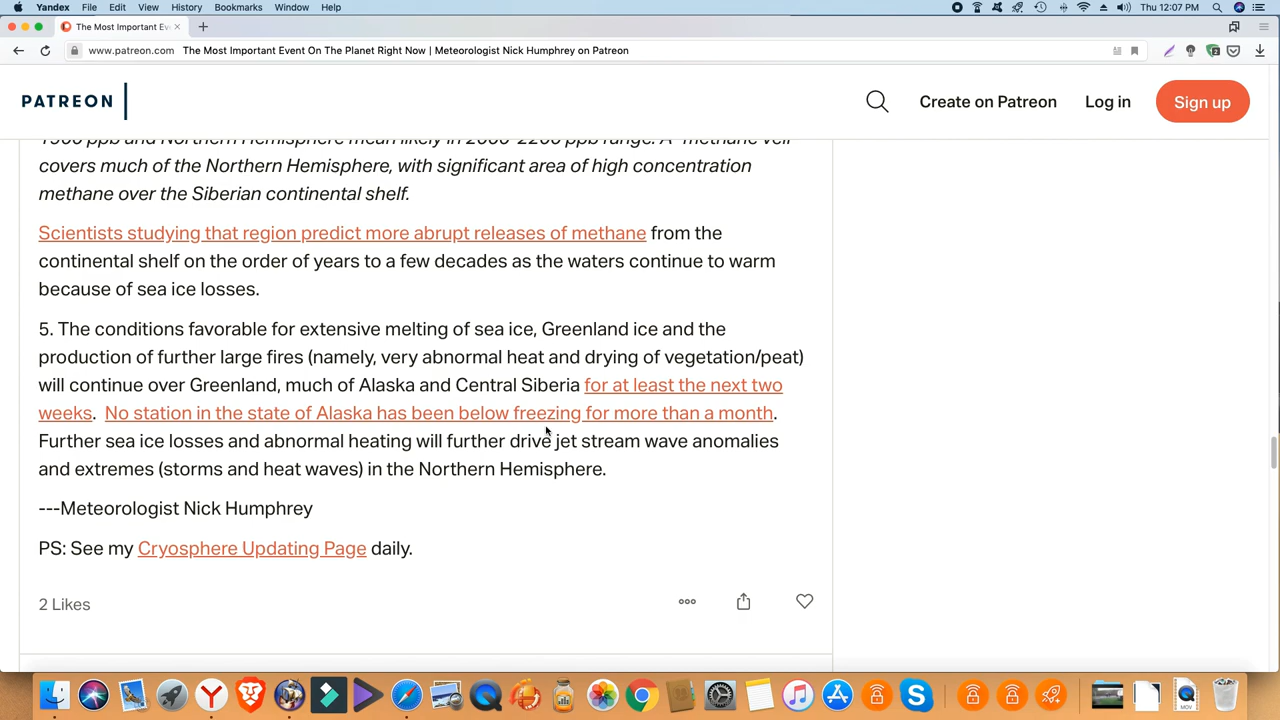 Yandex File Edit View History Bookmarks Window Help Thu 12:07 PM
The Most Important Ev
www.patreon.com The Most Important Event On The Planet Right Now | Meteorologist Nick Humphrey on Patreon
PATREON Create on Patreon Log in Sign up
covers much of the Northern Hemisphere, with significant area of high concentration
methane over the Siberian continental shelf.
Scientists studying that region predict more abrupt releases of methane from the
continental shelf on the order of years to a few decades as the waters continue to warm
because of sea ice losses.
5. The conditions favorable for extensive melting of sea ice, Greenland ice and the
production of further large fires (namely, very abnormal heat and drying of vegetation/peat)
will continue over Greenland, much of Alaska and Central Siberia for at least the next two
weeks. No station in the state of Alaska has been below freezing for more than a month.
Further sea ice losses and abnormal heating will further drive jet stream wave anomalies
and extremes (storms and heat waves) in the Northern Hemisphere.
---Meteorologist Nick Humphrey
PS: See my Cryosphere Updating Page daily.
2 Likes